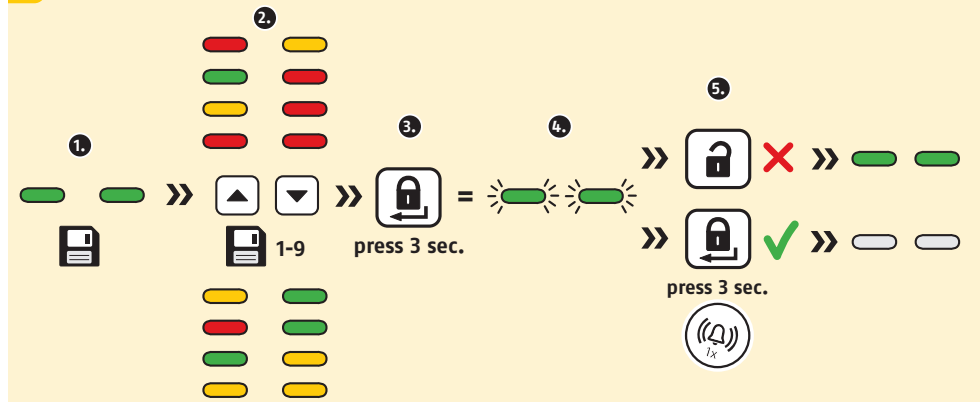 1.
2.
3.
4.
5.
=
1-9
press 3 sec.
press 3 sec.
1x